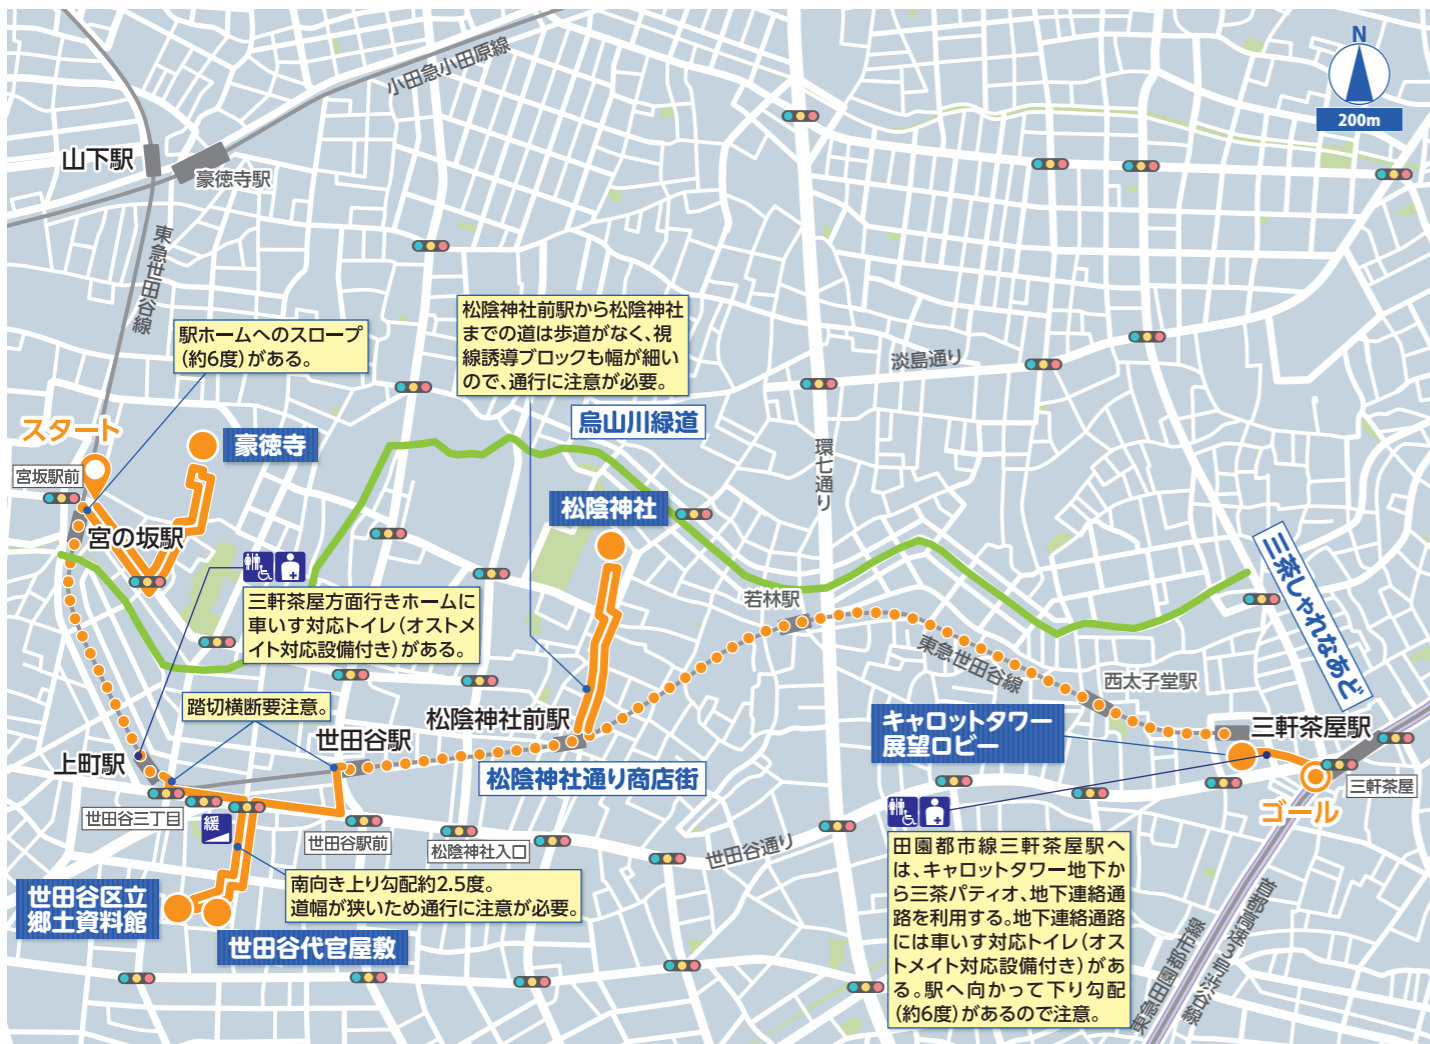 小田急小田原線
N
200m
山下駅
豪徳寺駅
東急世田谷線
駅ホームへのスロープ
(約6度)がある。
松陰神社前駅から松陰神社
までの道は歩道がなく、視
線誘導ブロックも幅が細い
ので、通行に注意が必要。
淡島通り
スタート
豪徳寺
烏山川緑道
環七通り
宮坂駅前
松陰神社
宮の坂駅
三茶しゃれなあど
三軒茶屋方面行きホームに
車いす対応トイレ(オストメ
イト対応設備付き)がある。
若林駅
東急世田谷線
西太子堂駅
踏切横断要注意。
松陰神社前駅
世田谷駅
キャロットタワー
展望ロビー
三軒茶屋駅
上町駅
松陰神社通り商店街
三軒茶屋
ゴール
世田谷三丁目
緩
世田谷駅前
松陰神社入口
世田谷通り
田園都市線三軒茶屋駅へ
は、キャロットタワー地下か
ら三茶パティオ、地下連絡通
路を利用する。地下連絡通路
には車いす対応トイレ(オス
トメイト対応設備付き)があ
る。駅へ向かって下り勾配
(約6度)があるので注意。
南向き上り勾配約2.5度。
道幅が狭いため通行に注意が必要。
世田谷区立
郷土資料館
世田谷代官屋敷
東急田園都市線
首都高速3号渋谷線